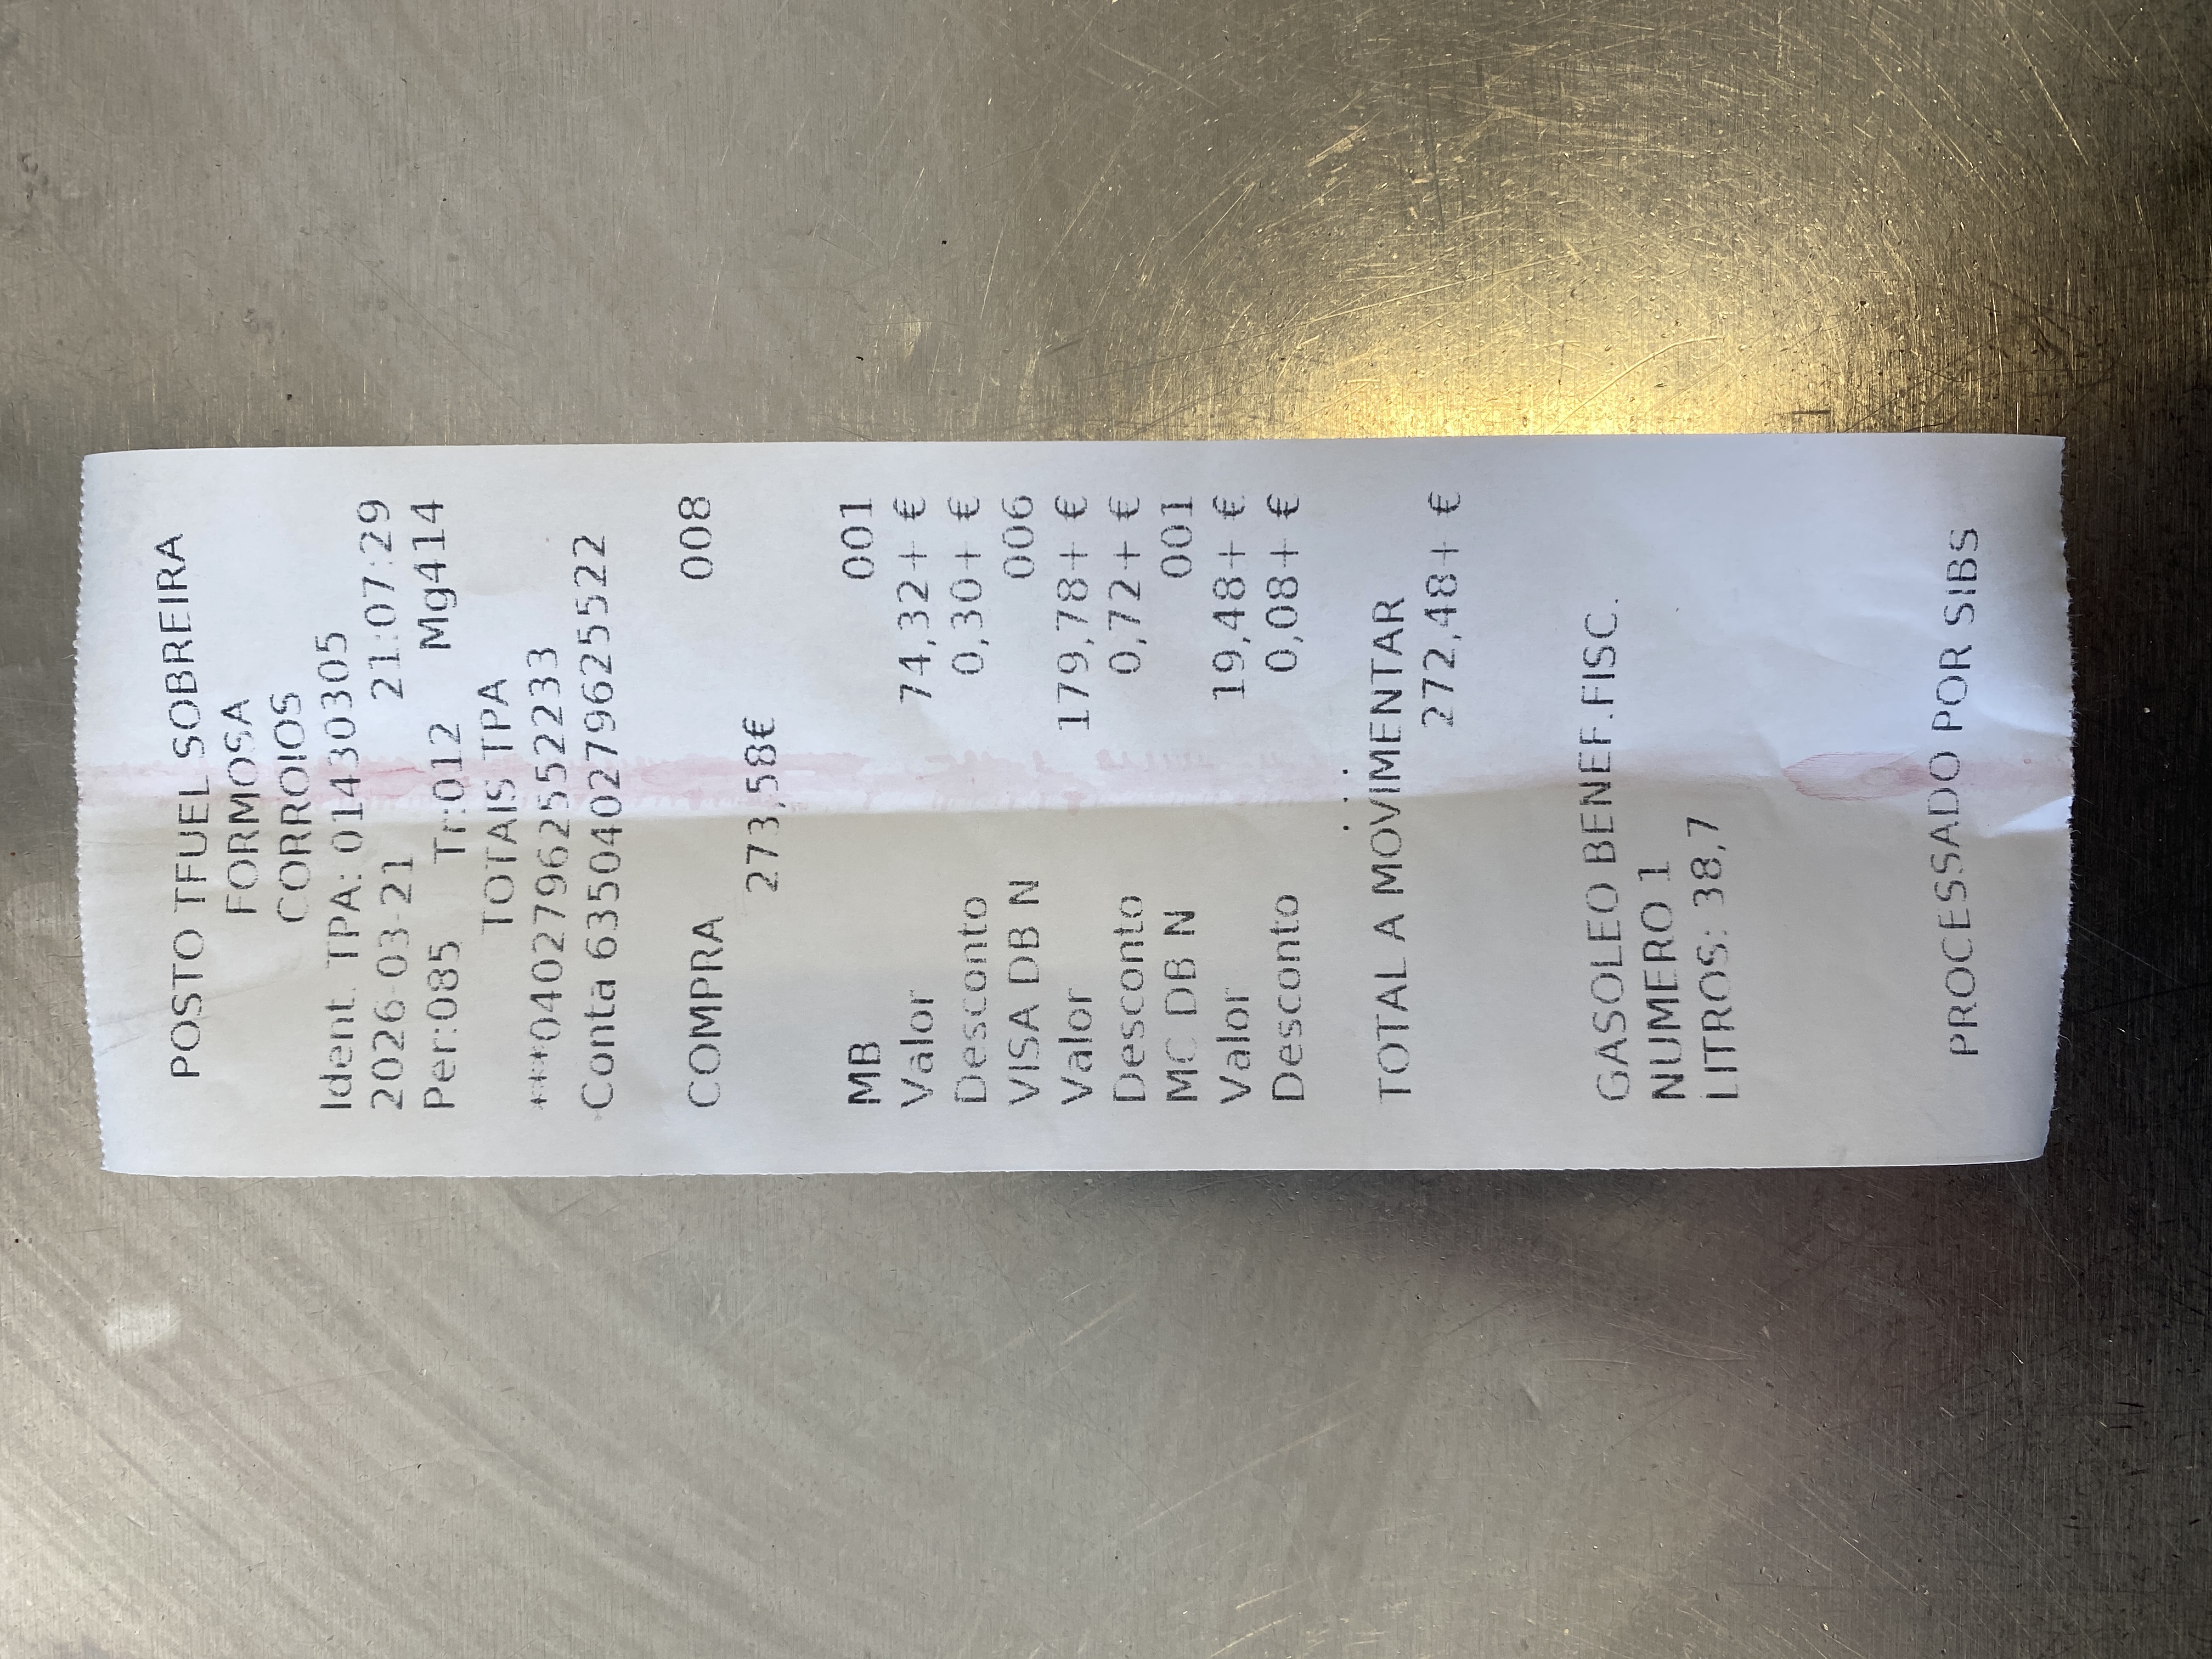 POSTO TFUEL SOBREIRA
FORMOSA
CORROIOS
Ident. TPA: 01430305
2026-03-21 21:07:29
Per:085 Tr:012 Mg414
TOTAIS TPA
***04027962552233
Conta 6350402796255522
COMPRA 008
273,58€
MB 001
Valor 74,32+ €
Desconto 0,30+ €
VISA DB N 006
Valor 179,78+ €
Desconto 0,72+ €
MC DB N 001
Valor 19,48+ €
Desconto 0,08+ €
TOTAL A MOVIMENTAR
272,48+ €
GASOLEO BENEF.FISC.
NUMERO 1
LITROS: 38,7
PROCESSADO POR SIBS